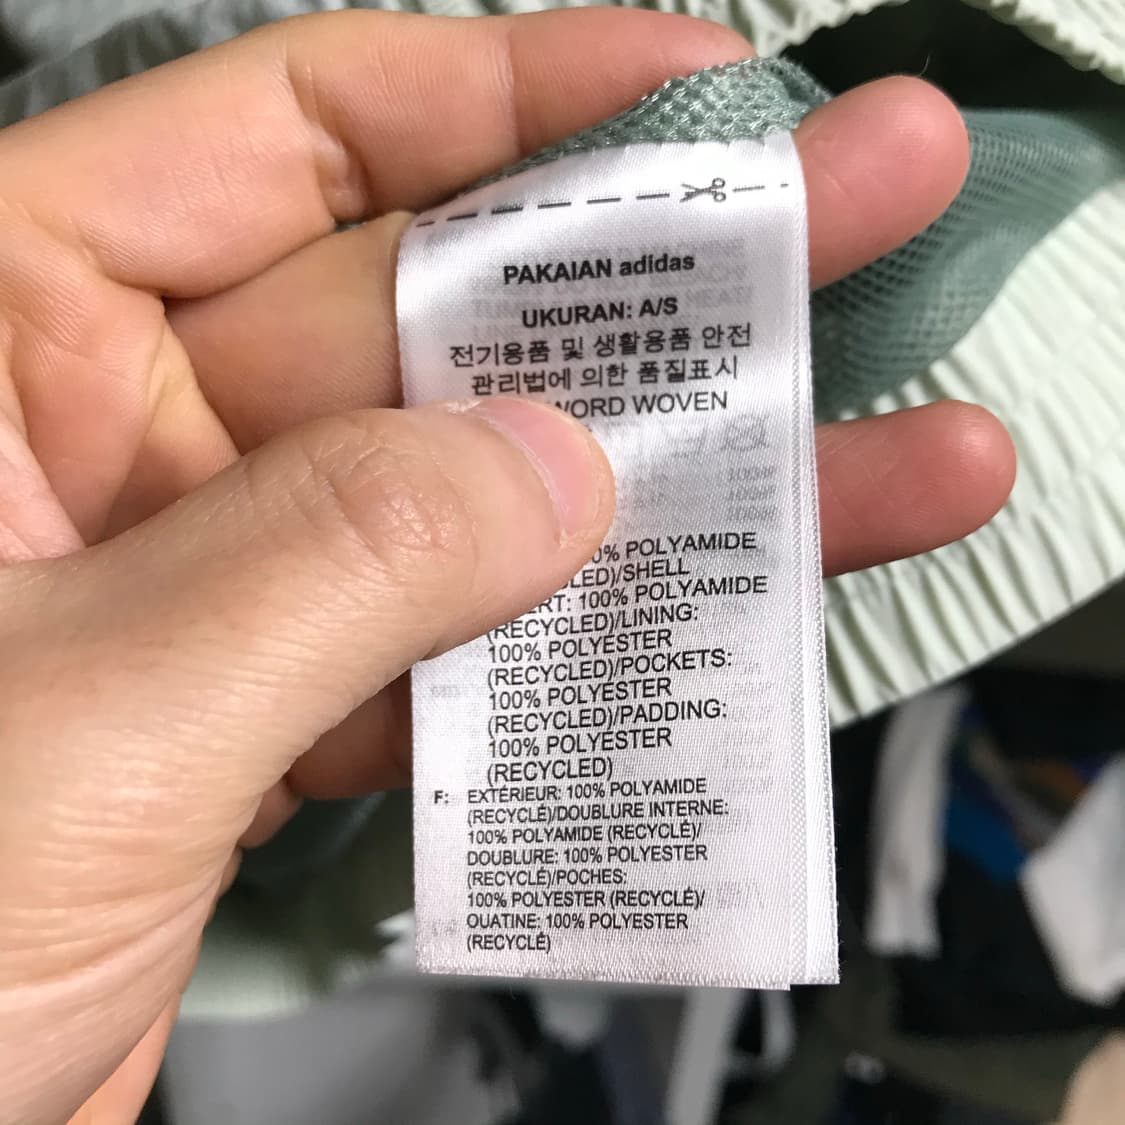 PAKAIAN adidas
UKURAN: A/S
전기용품 및 생활용품 안전
관리법에 의한 품질표시
WOVEN
POLYAMIDE
SHELL
100% POLYAMIDE
(RECYCLED)/LINING:
100% POLYESTER
(RECYCLED)/POCKETS:
100% POLYESTER
(RECYCLED)/PADDING:
100% POLYESTER
(RECYCLED)
F: EXTÉRIEUR: 100% POLYAMIDE
(RECYCLÉ)/DOUBLURE INTERNE:
100% POLYAMIDE (RECYCLÉ)/
DOUBLURE: 100% POLYESTER
(RECYCLÉ)/POCHES:
100% POLYESTER (RECYCLÉ)/
OUATINE: 100% POLYESTER
(RECYCLÉ)